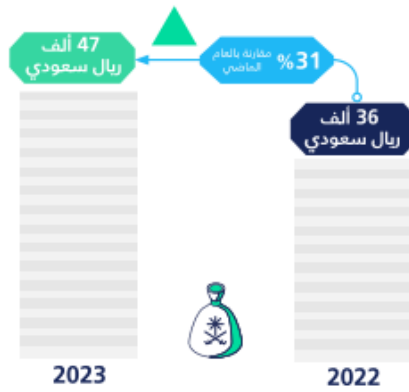 47 ألف
ريال سعودي
%31 مقارنة بالعام
الماضي
36 ألف
ريال سعودي
2023
2022